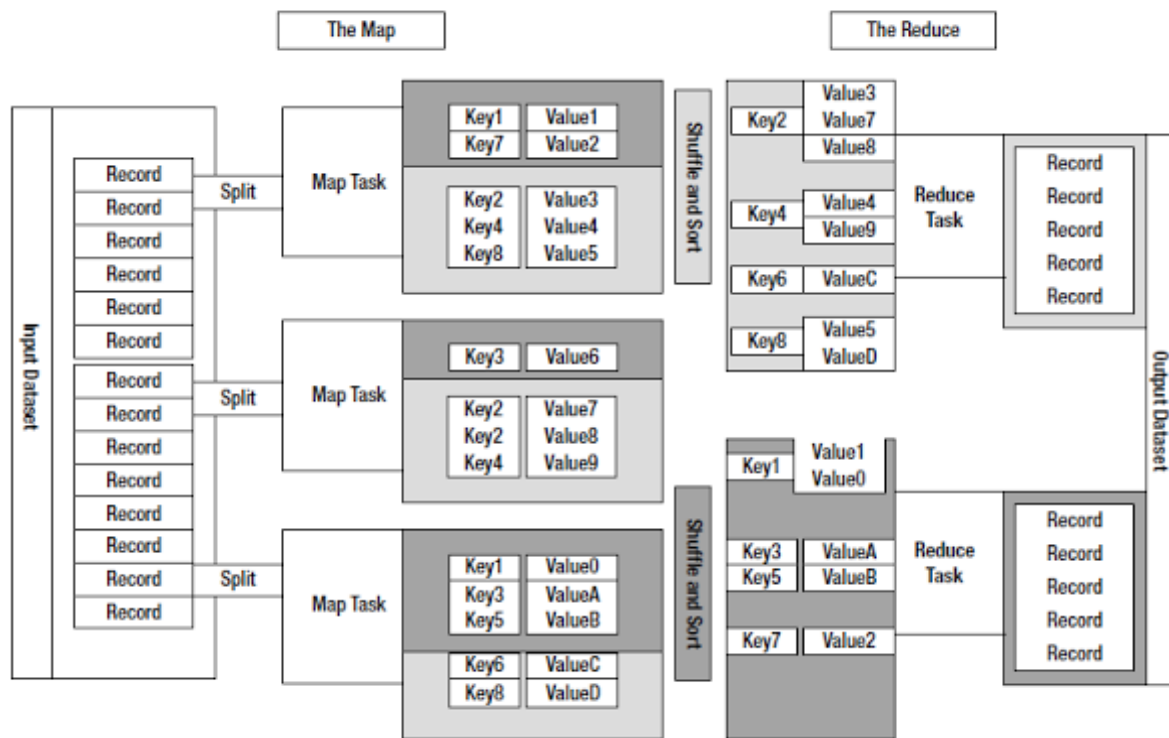 The Map
The Reduce
Input Dataset
Record
Record
Record
Record
Record
Record
Record
Record
Record
Record
Record
Record
Record
Record
Split
Split
Split
Map Task
Map Task
Map Task
Key1 Value1
Key7 Value2
Key2 Value3
Key4 Value4
Key8 Value5
Key3 Value6
Key2 Value7
Key2 Value8
Key4 Value9
Key1 Value0
Key3 ValueA
Key5 ValueB
Key6 ValueC
Key8 ValueD
Shuffle and Sort
Shuffle and Sort
Key2
Value3
Value7
Value8
Key4
Value4
Value9
Key6 ValueC
Key8
Value5
ValueD
Key1
Value1
Value0
Key3 ValueA
Key5 ValueB
Key7 Value2
Reduce
Task
Reduce
Task
Record
Record
Record
Record
Record
Record
Record
Record
Record
Record
Output Dataset